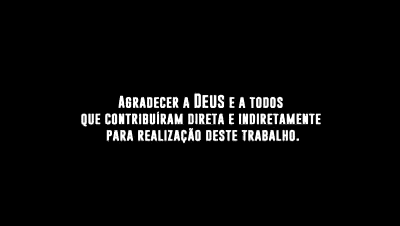 Agradecer a DEUS e a todos
que contribuíram direta e indiretamente
para realização deste trabalho.